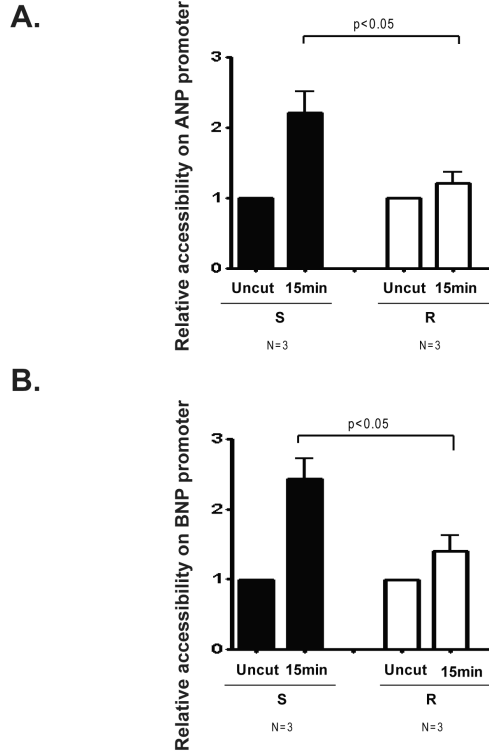 A.
p<0.05
Relative accessibility on ANP promoter
3
2
1
0
Uncut 15min Uncut 15min
S R
N=3 N=3
B.
p<0.05
Relative accessibility on BNP promoter
3
2
1
0
Uncut 15min Uncut 15min
S R
N=3 N=3